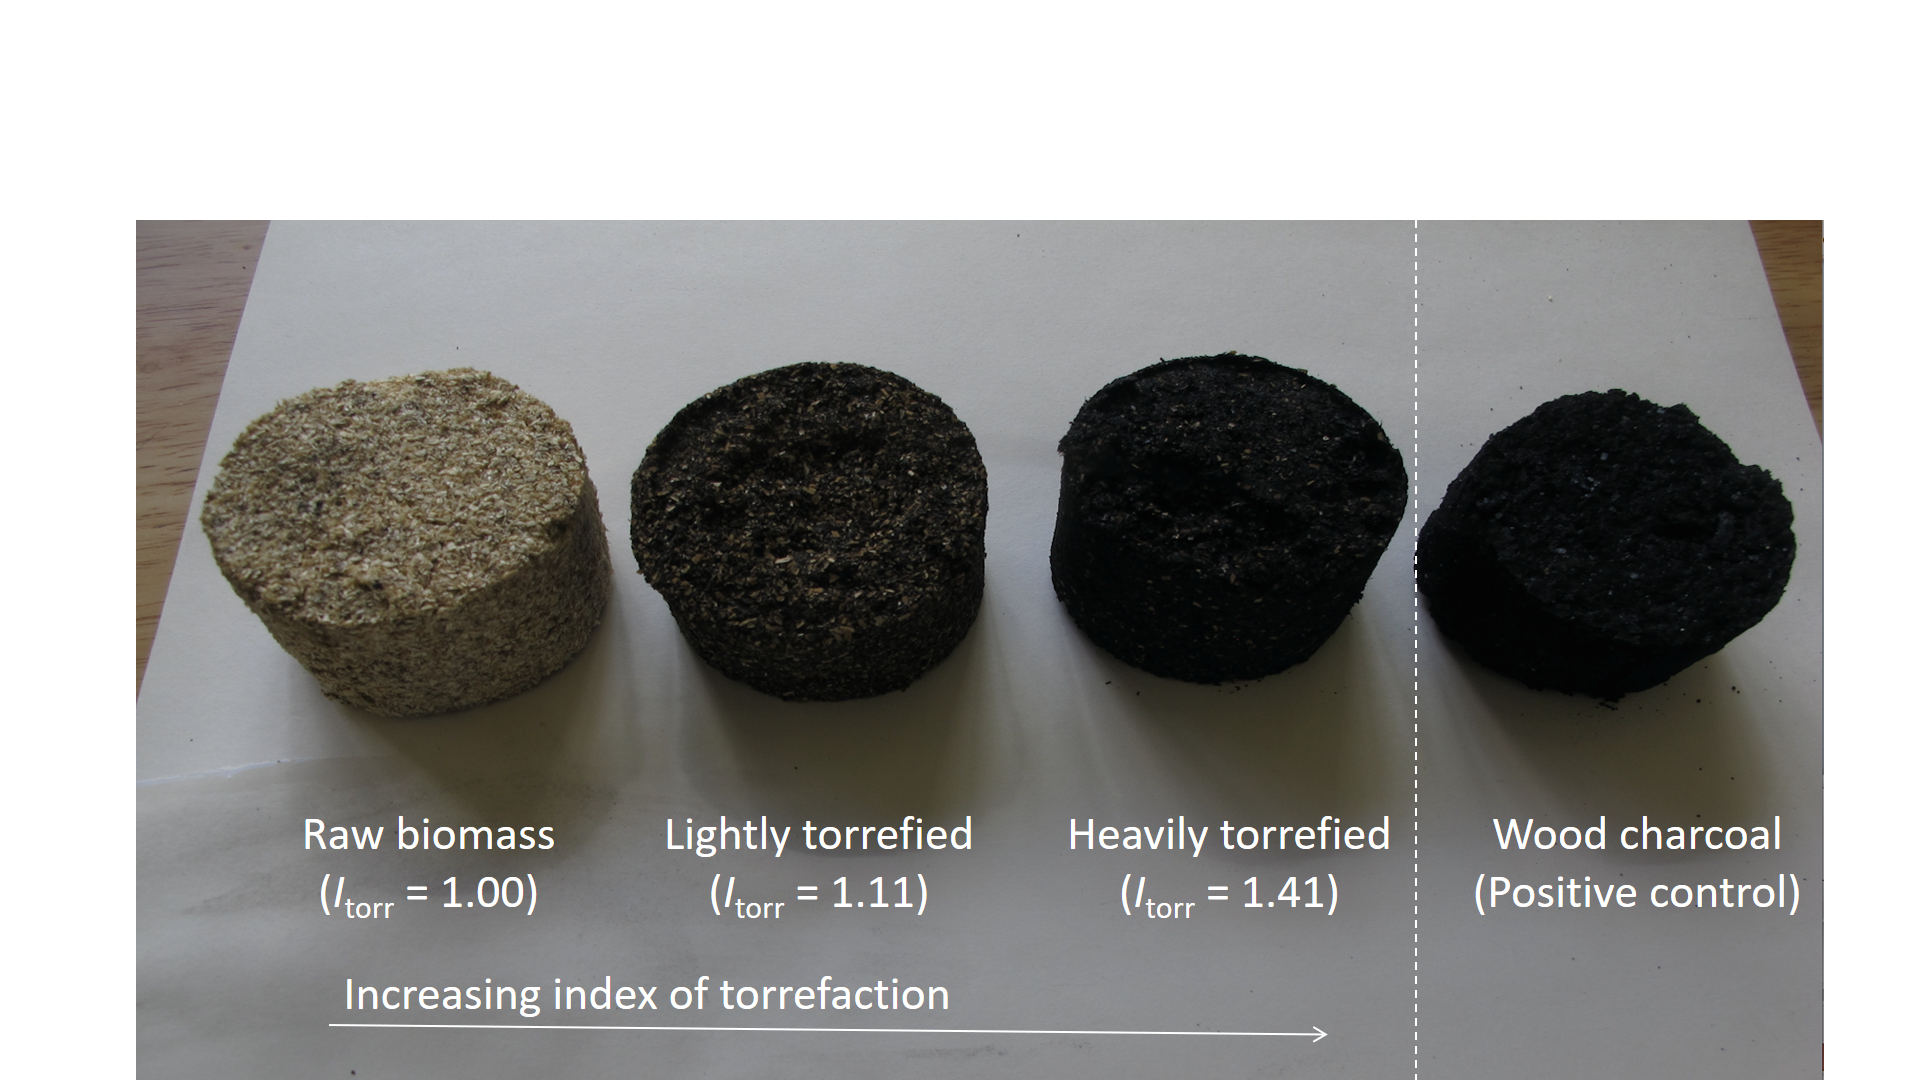 Raw biomass
(Itorr = 1.00)
Lightly torrefied
(Itorr = 1.11)
Heavily torrefied
(Itorr = 1.41)
Wood charcoal
(Positive control)
Increasing index of torrefaction